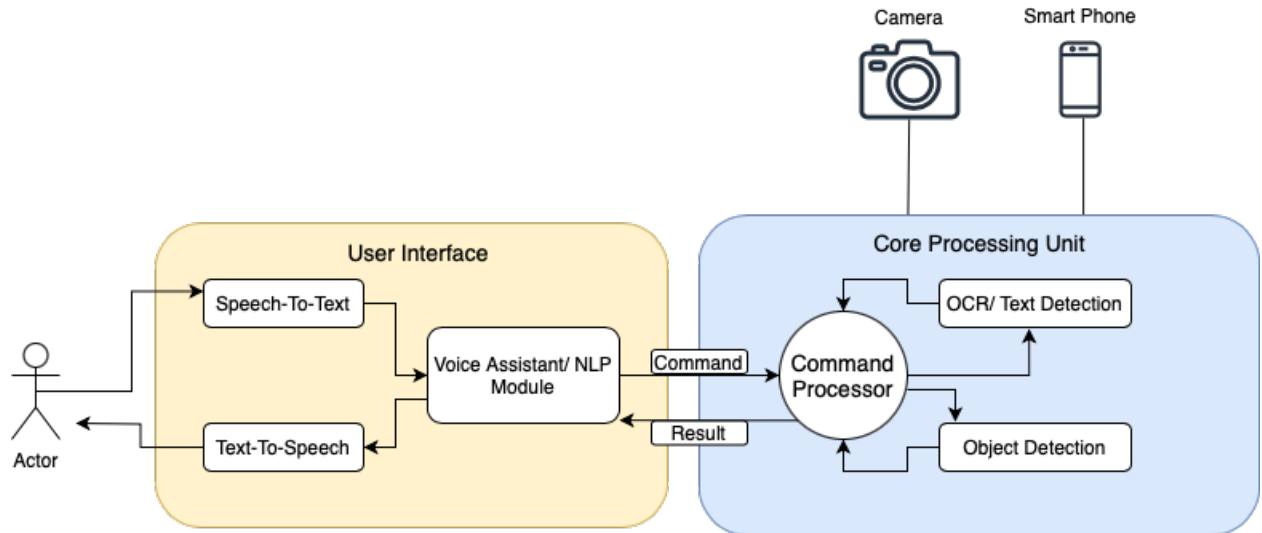 Camera
Smart Phone
User Interface
Core Processing Unit
Speech-To-Text
OCR/ Text Detection
Voice Assistant/ NLP
Module
Command
Command
Processor
Result
Text-To-Speech
Object Detection
Actor